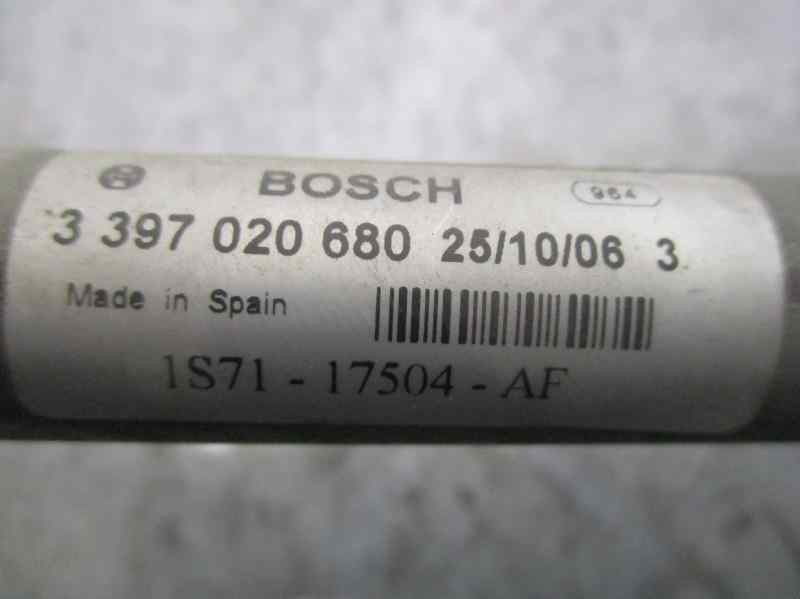 BOSCH 964
3 397 020 680 25/10/06 3
Made in Spain
1S71 - 17504 - AF